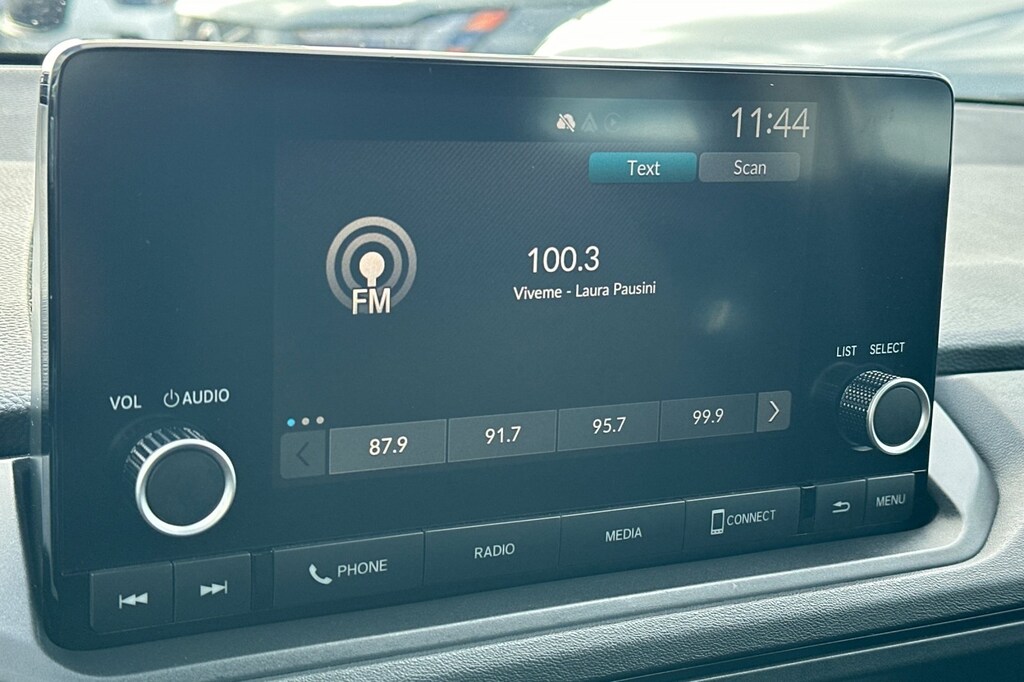 11:44
Text Scan
100.3
FM
Viveme - Laura Pausini
LIST SELECT
VOL AUDIO
87.9 91.7 95.7 99.9
PHONE RADIO MEDIA CONNECT MENU